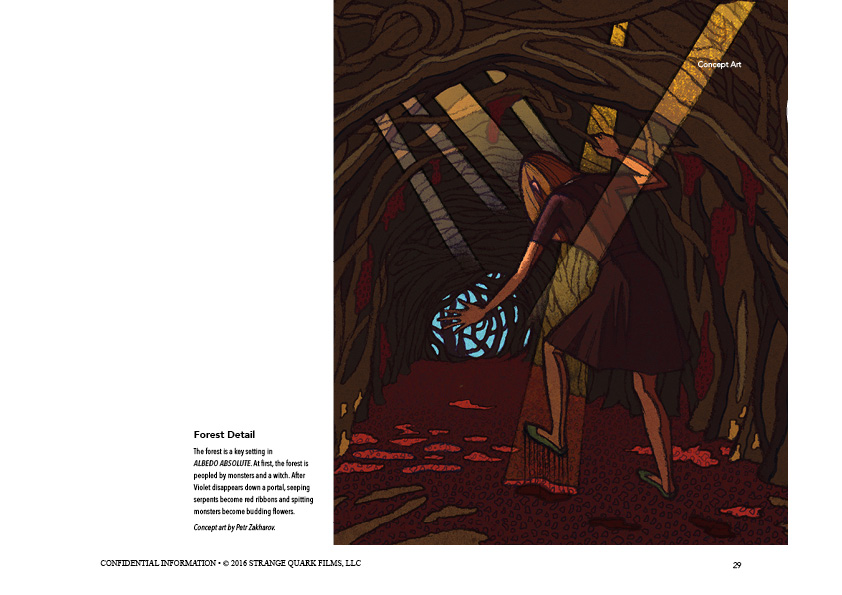 Concept Art
Forest Detail
The forest is a key setting in
ALBEDO ABSOLUTE. At first, the forest is
peopled by monsters and a witch. After
Violet disappears down a portal, seeping
serpents become red ribbons and spitting
monsters become budding flowers.
Concept art by Petr Zakharov.
CONFIDENTIAL INFORMATION • © 2016 STRANGE QUARK FILMS, LLC
29